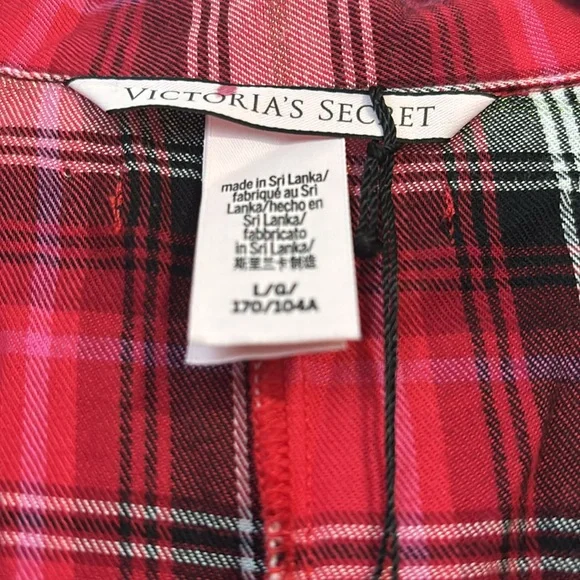 VICTORIA'S SECRET
made in Sri Lanka/
fabriqué au Sri
Lanka/hecho en
Sri Lanka/
fabbricato
in Sri Lanka/
斯里兰卡制造
L/G/
170/104A